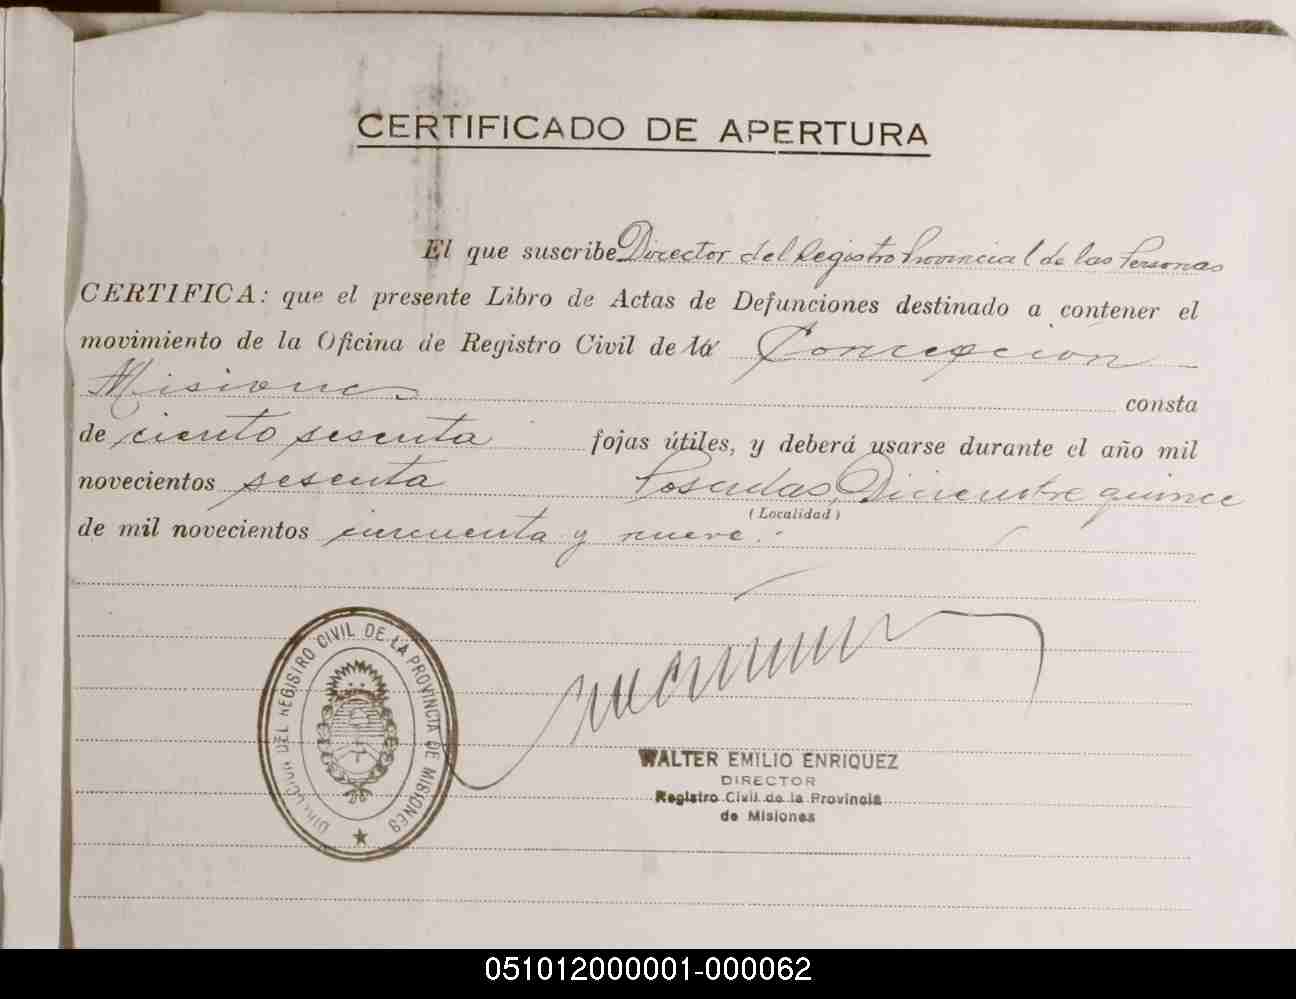 CERTIFICADO DE APERTURA
El que suscribe Director del Registro Provincial de las Personas
CERTIFICA: que el presente Libro de Actas de Defunciones destinado a contener el
movimiento de la Oficina de Registro Civil de la Concepcion
Misiones consta
de ciento sesenta fojas útiles, y deberá usarse durante el año mil
novecientos sesenta Posadas, Diciembre quince
(Localidad)
de mil novecientos cincuenta y nueve.
DIRECCION DEL REGISTRO CIVIL DE LA PROVINCIA DE MISIONES
WALTER EMILIO ENRIQUEZ
DIRECTOR
Registro Civil de la Provincia
de Misiones
051012000001-000062